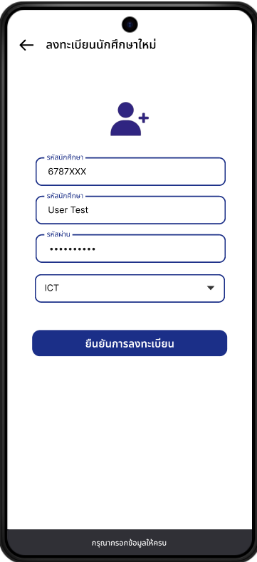 ลงทะเบียนนักศึกษาใหม่
รหัสนักศึกษา
6787XXX
รหัสนักศึกษา
User Test
รหัสผ่าน
••••••••••
ICT
ยืนยันการลงทะเบียน
กรุณากรอกข้อมูลให้ครบ